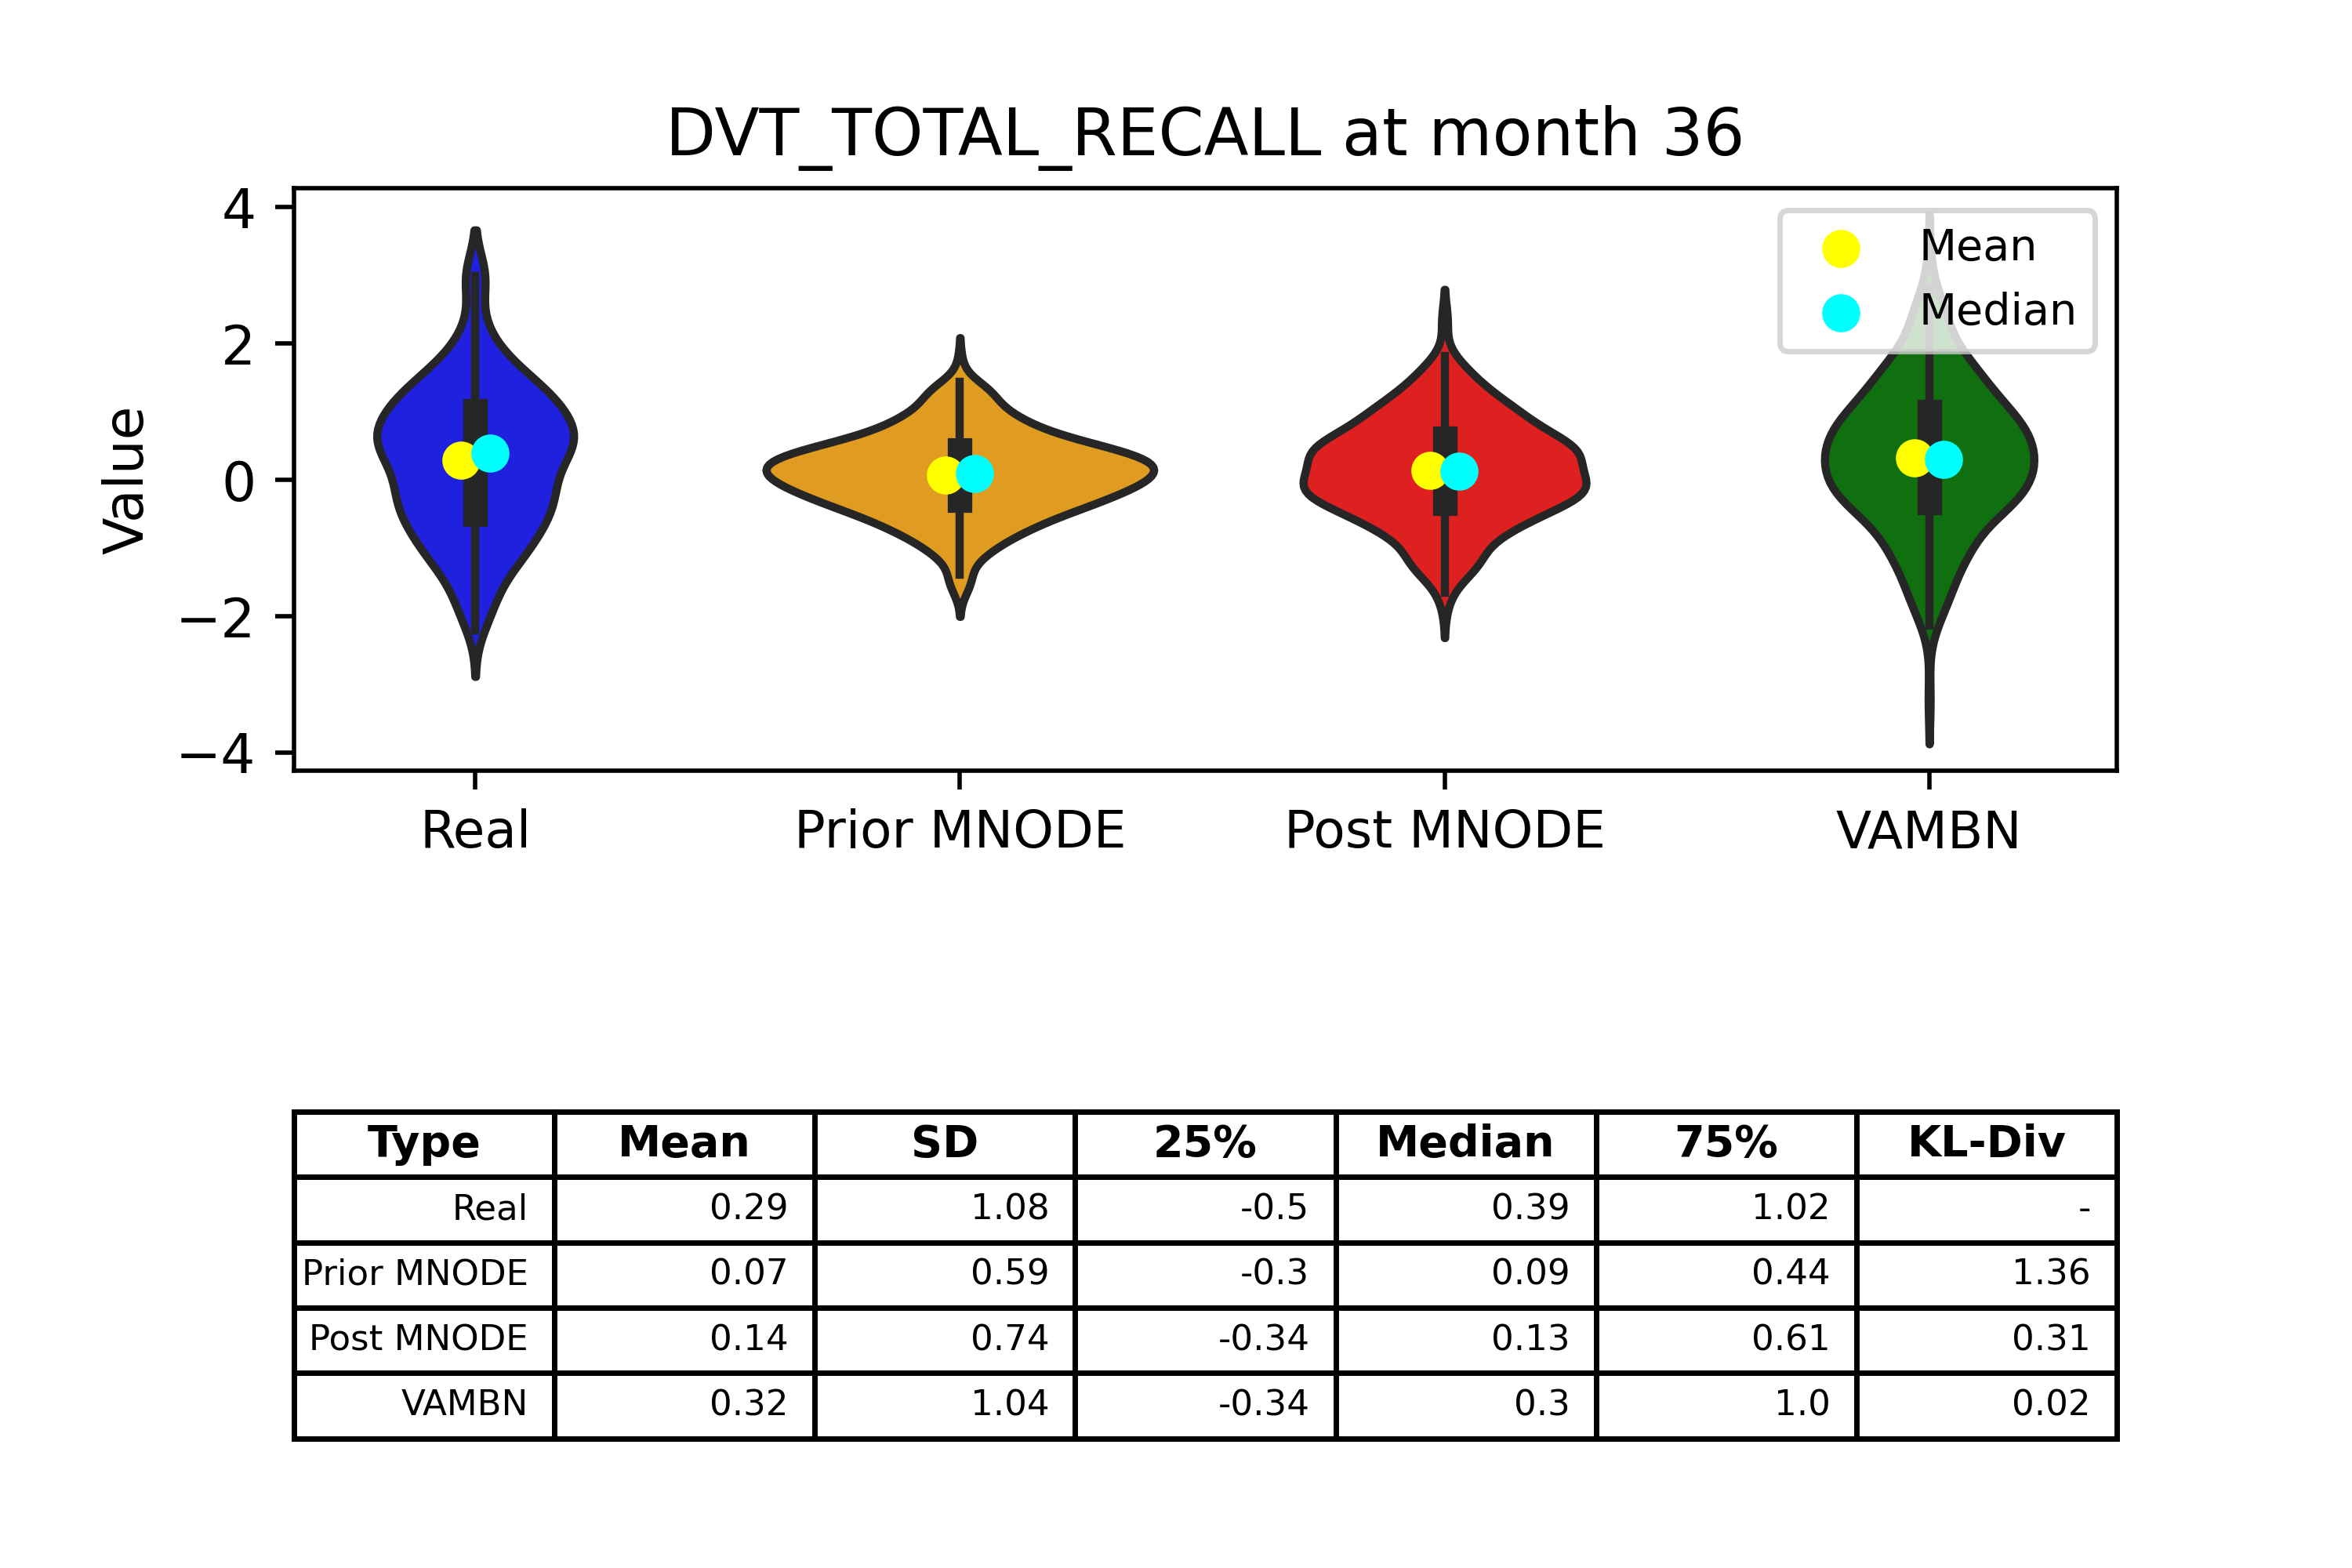 DVT_TOTAL_RECALL at month 36
4
2
0
−2
−4
Value
Mean
Median
Real Prior MNODE Post MNODE VAMBN
Type Mean SD 25% Median 75% KL-Div
Real 0.29 1.08 -0.5 0.39 1.02 -
Prior MNODE 0.07 0.59 -0.3 0.09 0.44 1.36
Post MNODE 0.14 0.74 -0.34 0.13 0.61 0.31
VAMBN 0.32 1.04 -0.34 0.3 1.0 0.02